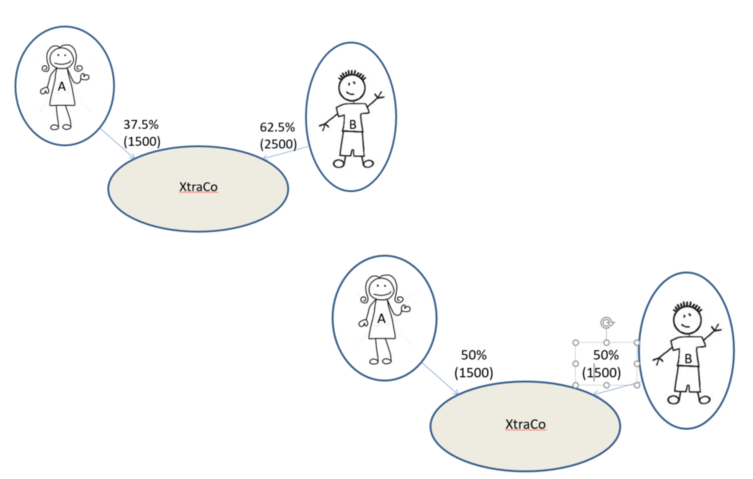 A
B
37.5%
(1500)
62.5%
(2500)
XtraCo
A
B
50%
(1500)
50%
(1500)
XtraCo